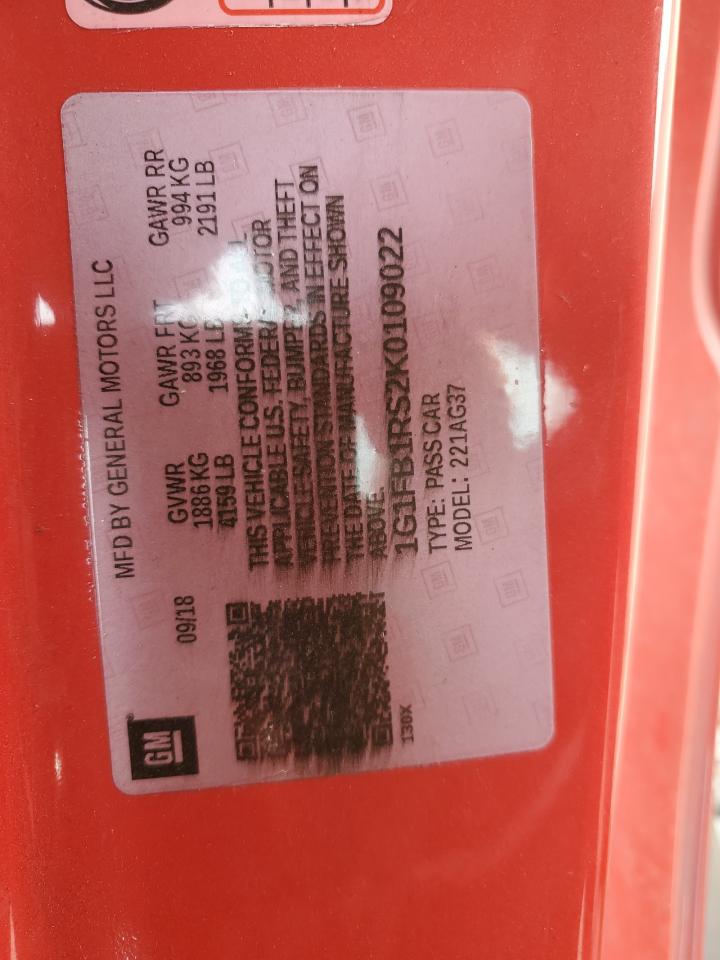 GM
MFD BY GENERAL MOTORS LLC
09/18
GVWR GAWR FRT GAWR RR
1886 KG 893 KG 994 KG
4159 LB 1968 LB 2191 LB
THIS VEHICLE CONFORMS TO ALL
APPLICABLE U.S. FEDERAL MOTOR
VEHICLE SAFETY, BUMPER, AND THEFT
PREVENTION STANDARDS IN EFFECT ON
THE DATE OF MANUFACTURE SHOWN
ABOVE.
1G1FB1RS2K0109022
TYPE: PASS CAR
MODEL: 221AG37
130X